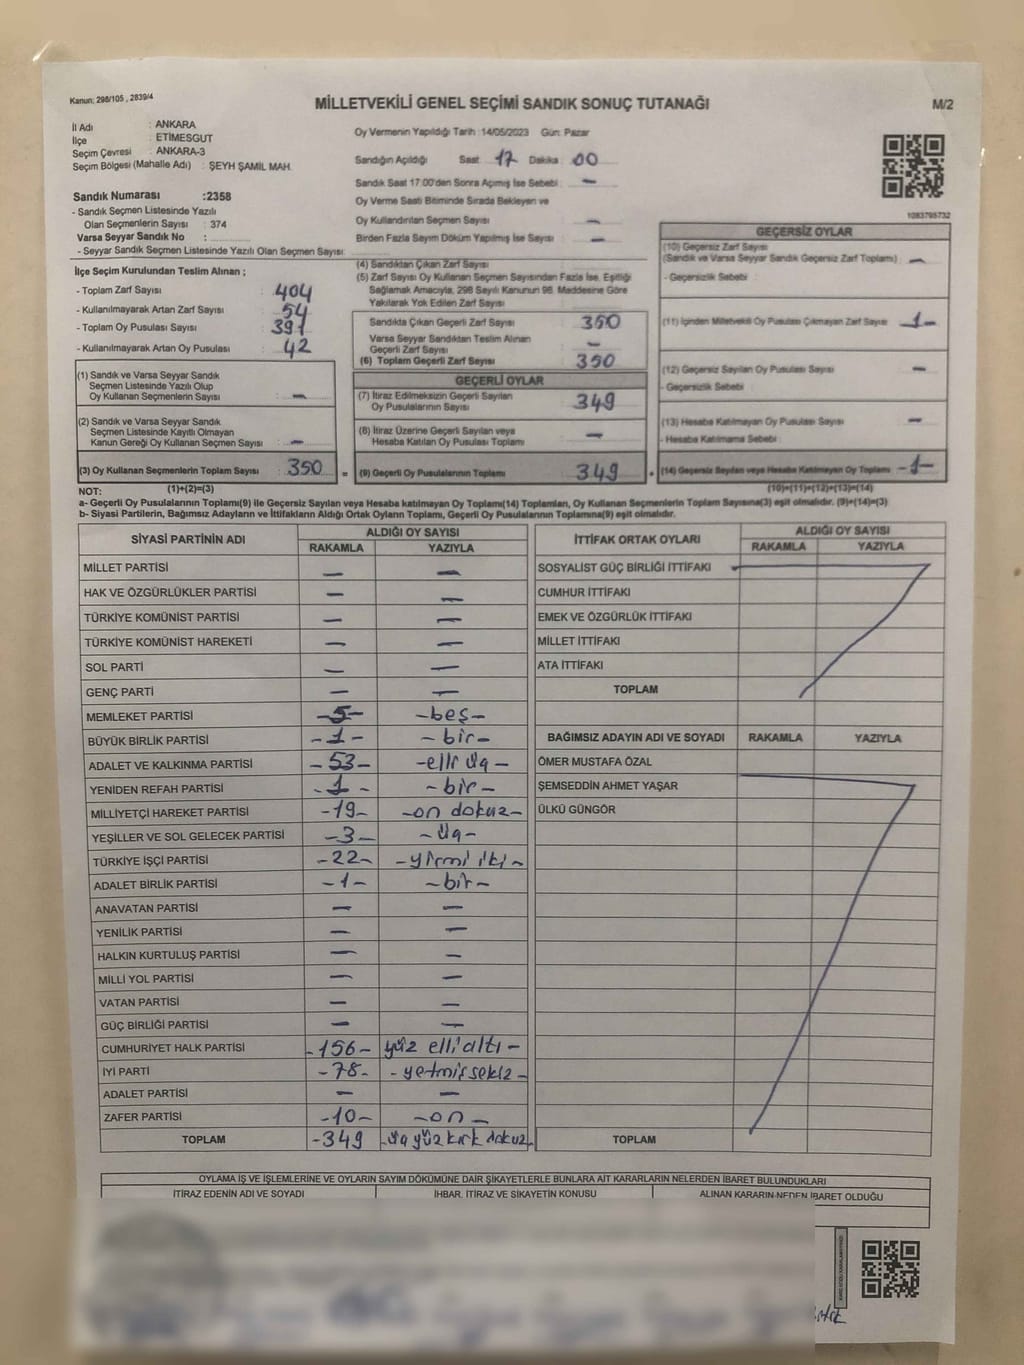 Kanun: 298/105 , 2839/4
MİLLETVEKİLİ GENEL SEÇİMİ SANDIK SONUÇ TUTANAĞI
M/2
İl Adı : ANKARA
İlçe : ETİMESGUT
Seçim Çevresi : ANKARA-3
Seçim Bölgesi (Mahalle Adı) : ŞEYH ŞAMİL MAH.
Sandık Numarası :2358
- Sandık Seçmen Listesinde Yazılı
Olan Seçmenlerin Sayısı : 374
Varsa Seyyar Sandık No :
- Seyyar Sandık Seçmen Listesinde Yazılı Olan Seçmen Sayısı:
İlçe Seçim Kurulundan Teslim Alınan ;
- Toplam Zarf Sayısı : 404
- Kullanılmayarak Artan Zarf Sayısı : 54
- Toplam Oy Pusulası Sayısı : 391
- Kullanılmayarak Artan Oy Pusulası : 42
(1) Sandık ve Varsa Seyyar Sandık
Seçmen Listesinde Yazılı Olup
Oy Kullanan Seçmenlerin Sayısı : —
(2) Sandık ve Varsa Seyyar Sandık
Seçmen Listesinde Kayıtlı Olmayan
Kanun Gereği Oy Kullanan Seçmen Sayısı : —
(3) Oy Kullanan Seçmenlerin Toplam Sayısı : 350
(1)+(2)=(3)
Oy Vermenin Yapıldığı Tarih : 14/05/2023 Gün: Pazar
Sandığın Açıldığı Saat : 17 Dakika : 00
Sandık Saat 17:00'den Sonra Açılmış İse Sebebi : —
Oy Verme Saati Bitiminde Sırada Bekleyen ve
Oy Kullandırılan Seçmen Sayısı : —
Birden Fazla Sayım Döküm Yapılmış İse Sayısı : —
(4) Sandıktan Çıkan Zarf Sayısı :
(5) Zarf Sayısı Oy Kullanan Seçmen Sayısından Fazla İse, Eşitliği
Sağlamak Amacıyla, 298 Sayılı Kanunun 98. Maddesine Göre
Yakılarak Yok Edilen Zarf Sayısı :
Sandıkta Çıkan Geçerli Zarf Sayısı : 350
Varsa Seyyar Sandıktan Teslim Alınan
Geçerli Zarf Sayısı : —
(6) Toplam Geçerli Zarf Sayısı : 350
GEÇERLİ OYLAR
(7) İtiraz Edilmeksizin Geçerli Sayılan
Oy Pusulalarının Sayısı : 349
(8) İtiraz Üzerine Geçerli Sayılan veya
Hesaba Katılan Oy Pusulası Toplamı : —
= (9) Geçerli Oy Pusulalarının Toplamı : 349 +
1083795732
GEÇERSİZ OYLAR
(10) Geçersiz Zarf Sayısı
(Sandık ve Varsa Seyyar Sandık Geçersiz Zarf Toplamı) : —
- Geçersizlik Sebebi :
(11) İçinden Milletvekili Oy Pusulası Çıkmayan Zarf Sayısı : -1-
(12) Geçersiz Sayılan Oy Pusulası Sayısı : —
- Geçersizlik Sebebi :
(13) Hesaba Katılmayan Oy Pusulası Sayısı : —
- Hesaba Katılmama Sebebi :
(14) Geçersiz Sayılan veya Hesaba Katılmayan Oy Toplamı : -1-
(10)+(11)+(12)+(13)=(14)
NOT:
a- Geçerli Oy Pusulalarının Toplamı(9) ile Geçersiz Sayılan veya Hesaba katılmayan Oy Toplamı(14) Toplamları, Oy Kullanan Seçmenlerin Toplam Sayısına(3) eşit olmalıdır. (9)+(14)=(3)
b- Siyasi Partilerin, Bağımsız Adayların ve İttifakların Aldığı Ortak Oyların Toplamı, Geçerli Oy Pusulalarının Toplamına(9) eşit olmalıdır.
SİYASİ PARTİNİN ADI ALDIĞI OY SAYISI
RAKAMLA YAZIYLA
MİLLET PARTİSİ — —
HAK VE ÖZGÜRLÜKLER PARTİSİ — —
TÜRKİYE KOMÜNİST PARTİSİ — —
TÜRKİYE KOMÜNİST HAREKETİ — —
SOL PARTİ — —
GENÇ PARTİ — —
MEMLEKET PARTİSİ -5- -beş-
BÜYÜK BİRLİK PARTİSİ -1- -bir-
ADALET VE KALKINMA PARTİSİ -53- -elli üç-
YENİDEN REFAH PARTİSİ -1- -bir-
MİLLİYETÇİ HAREKET PARTİSİ -19- -on dokuz-
YEŞİLLER VE SOL GELECEK PARTİSİ -3- -üç-
TÜRKİYE İŞÇİ PARTİSİ -22- -yirmi iki-
ADALET BİRLİK PARTİSİ -1- -bir-
ANAVATAN PARTİSİ — —
YENİLİK PARTİSİ — —
HALKIN KURTULUŞ PARTİSİ — —
MİLLİ YOL PARTİSİ — —
VATAN PARTİSİ — —
GÜÇ BİRLİĞİ PARTİSİ — —
CUMHURİYET HALK PARTİSİ -156- yüz elli altı-
İYİ PARTİ -78- -yetmiş sekiz-
ADALET PARTİSİ — —
ZAFER PARTİSİ -10- -on-
TOPLAM -349 -üç yüz kırk dokuz-
İTTİFAK ORTAK OYLARI ALDIĞI OY SAYISI
RAKAMLA YAZIYLA
SOSYALİST GÜÇ BİRLİĞİ İTTİFAKI
CUMHUR İTTİFAKI
EMEK VE ÖZGÜRLÜK İTTİFAKI
MİLLET İTTİFAKI
ATA İTTİFAKI
TOPLAM
BAĞIMSIZ ADAYIN ADI VE SOYADI RAKAMLA YAZIYLA
ÖMER MUSTAFA ÖZAL
ŞEMSEDDİN AHMET YAŞAR
ÜLKÜ GÜNGÖR
TOPLAM
OYLAMA İŞ VE İŞLEMLERİNE VE OYLARIN SAYIM DÖKÜMÜNE DAİR ŞİKAYETLERLE BUNLARA AİT KARARLARIN NELERDEN İBARET BULUNDUKLARI
İTİRAZ EDENİN ADI VE SOYADI İHBAR, İTİRAZ VE ŞİKAYETİN KONUSU ALINAN KARARIN NEDEN İBARET OLDUĞU